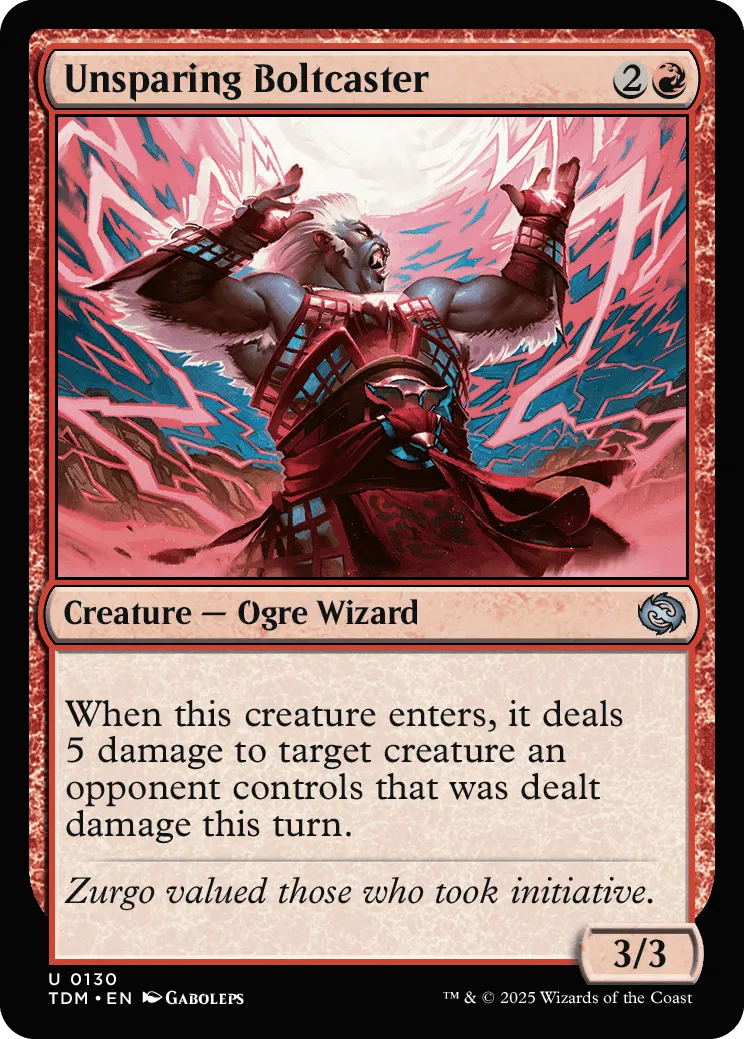 Unsparing Boltcaster 2
Creature — Ogre Wizard
When this creature enters, it deals
5 damage to target creature an
opponent controls that was dealt
damage this turn.
Zurgo valued those who took initiative.
3/3
U 0130
TDM • EN Gaboleps
™ & © 2025 Wizards of the Coast